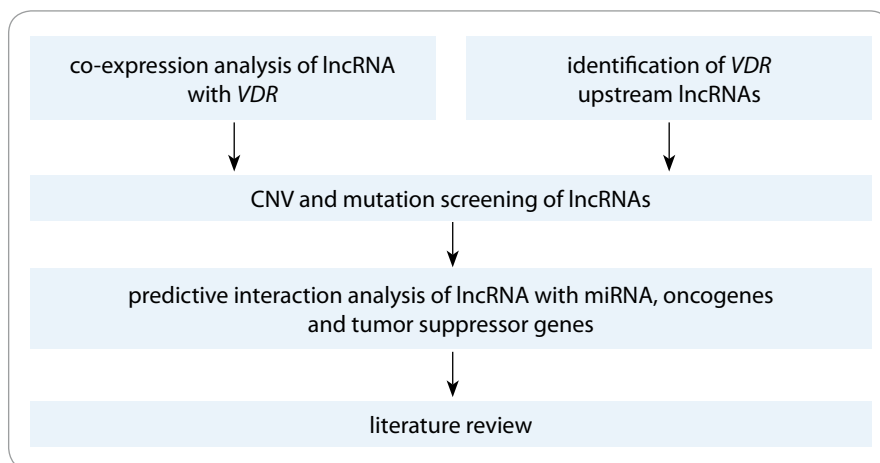 co-expression analysis of lncRNA
with VDR
identification of VDR
upstream lncRNAs
CNV and mutation screening of lncRNAs
predictive interaction analysis of lncRNA with miRNA, oncogenes
and tumor suppressor genes
literature review